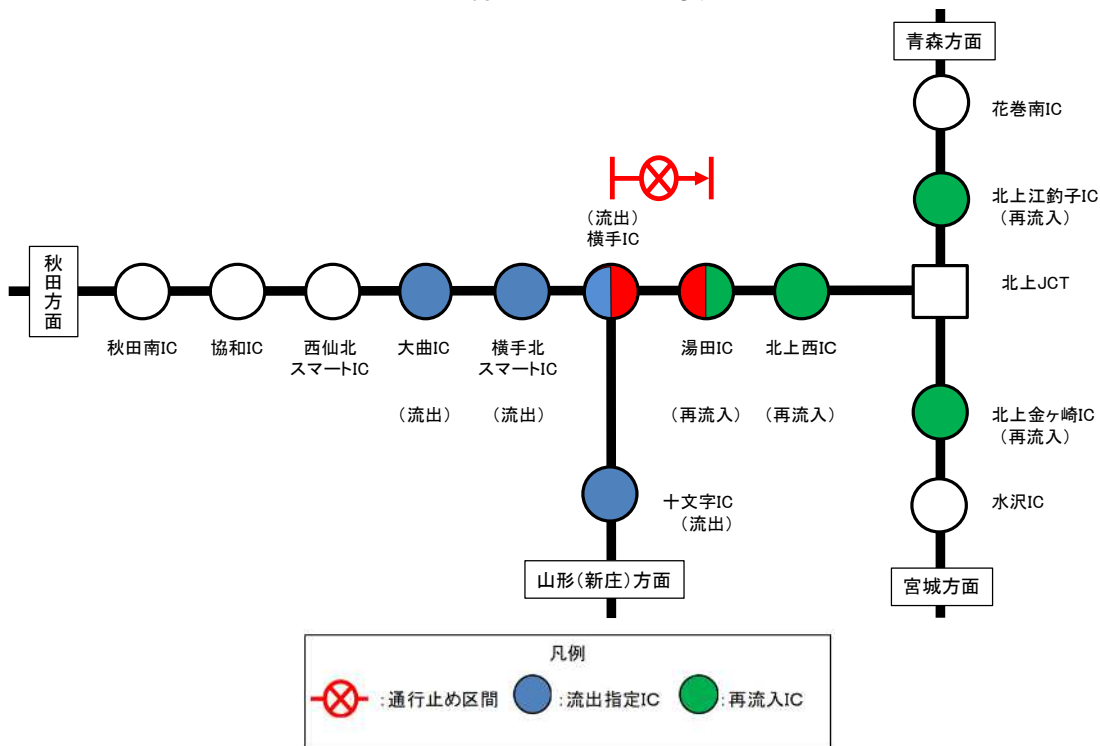 青森方面
花巻南IC
北上江釣子IC
(再流入)
(流出)
横手IC
秋田方面
北上JCT
秋田南IC
協和IC
西仙北
スマートIC
大曲IC
横手北
スマートIC
湯田IC
北上西IC
(流出)
(流出)
(再流入)
(再流入)
北上金ヶ崎IC
(再流入)
十文字IC
(流出)
水沢IC
山形(新庄)方面
宮城方面
凡例
:通行止め区間
:流出指定IC
:再流入IC